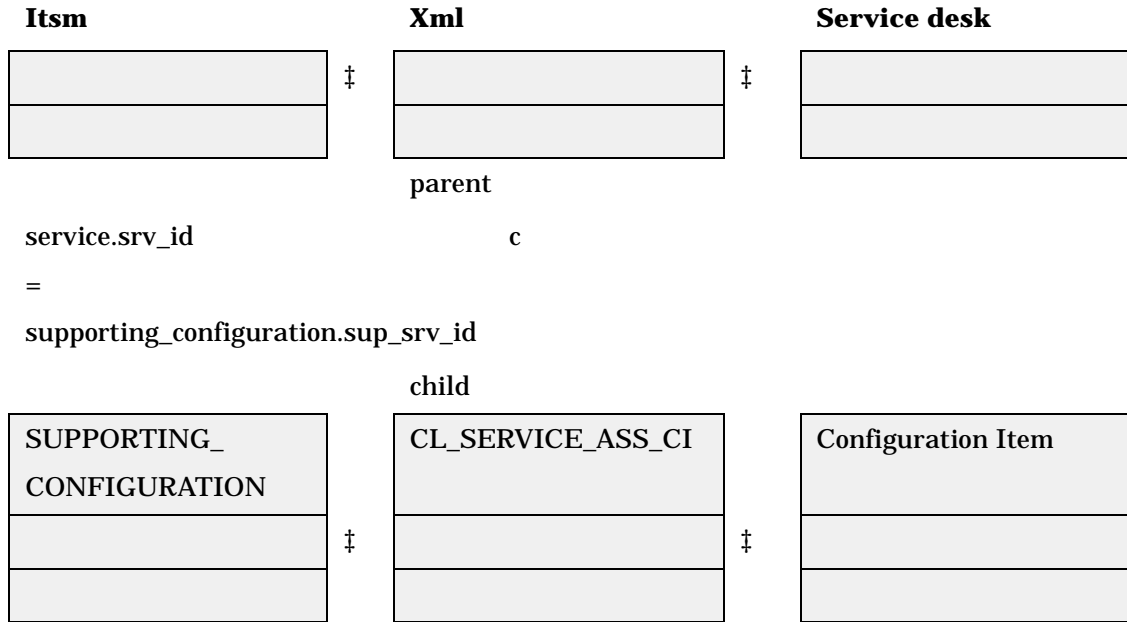 Itsm Xml Service desk
‡ ‡
parent
service.srv_id c
=
supporting_configuration.sup_srv_id
child
SUPPORTING_ CL_SERVICE_ASS_CI Configuration Item
CONFIGURATION
‡ ‡